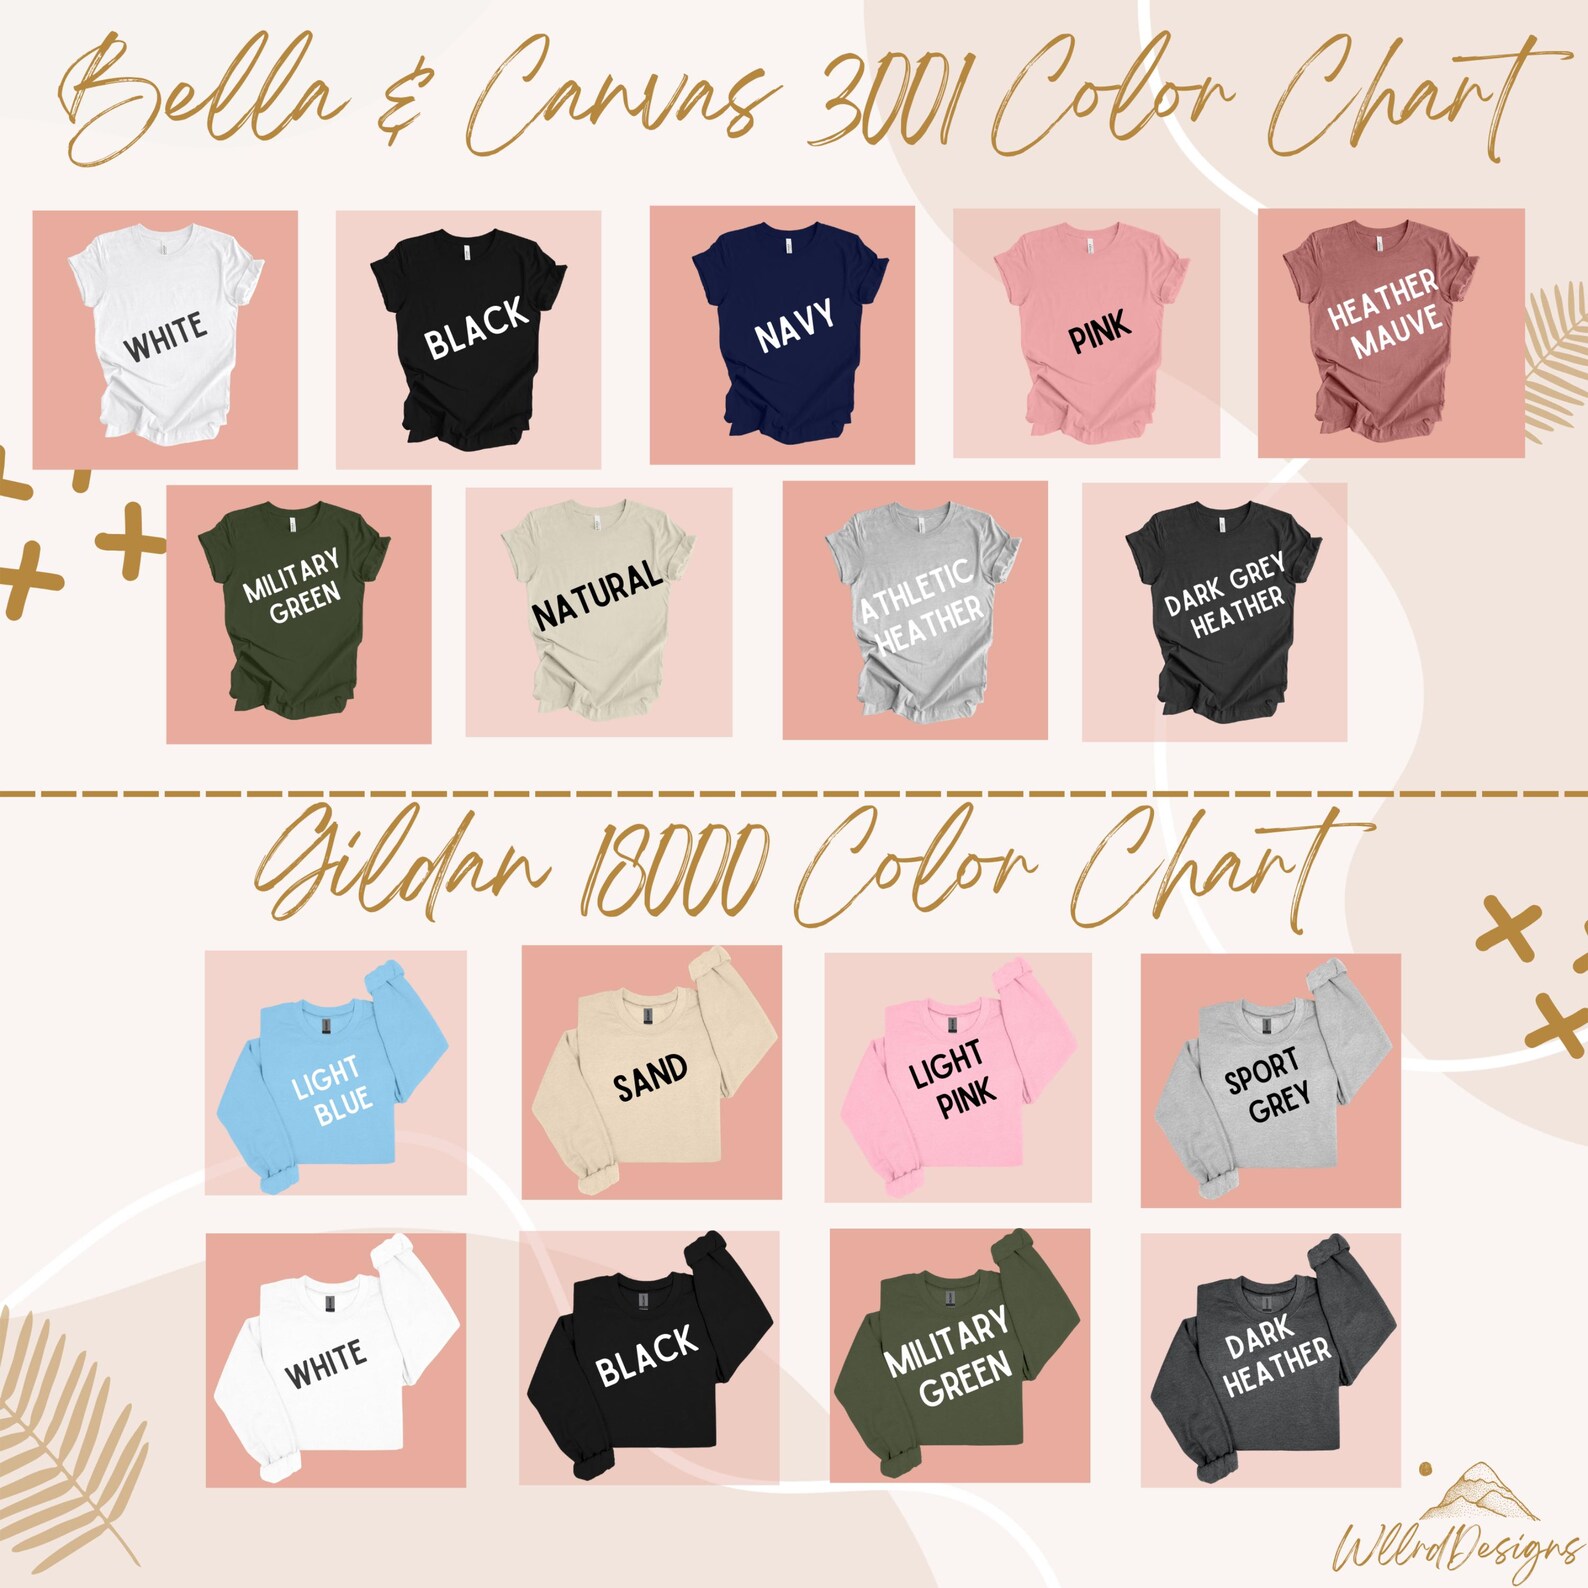 Bella & Canvas 3001 Color Chart
WHITE
BLACK
NAVY
PINK
HEATHER
MAUVE
MILITARY
GREEN
NATURAL
ATHLETIC
HEATHER
DARK GREY
HEATHER
Gildan 18000 Color Chart
LIGHT
BLUE
SAND
LIGHT
PINK
SPORT
GREY
WHITE
BLACK
MILITARY
GREEN
DARK
HEATHER
WllrdDesigns